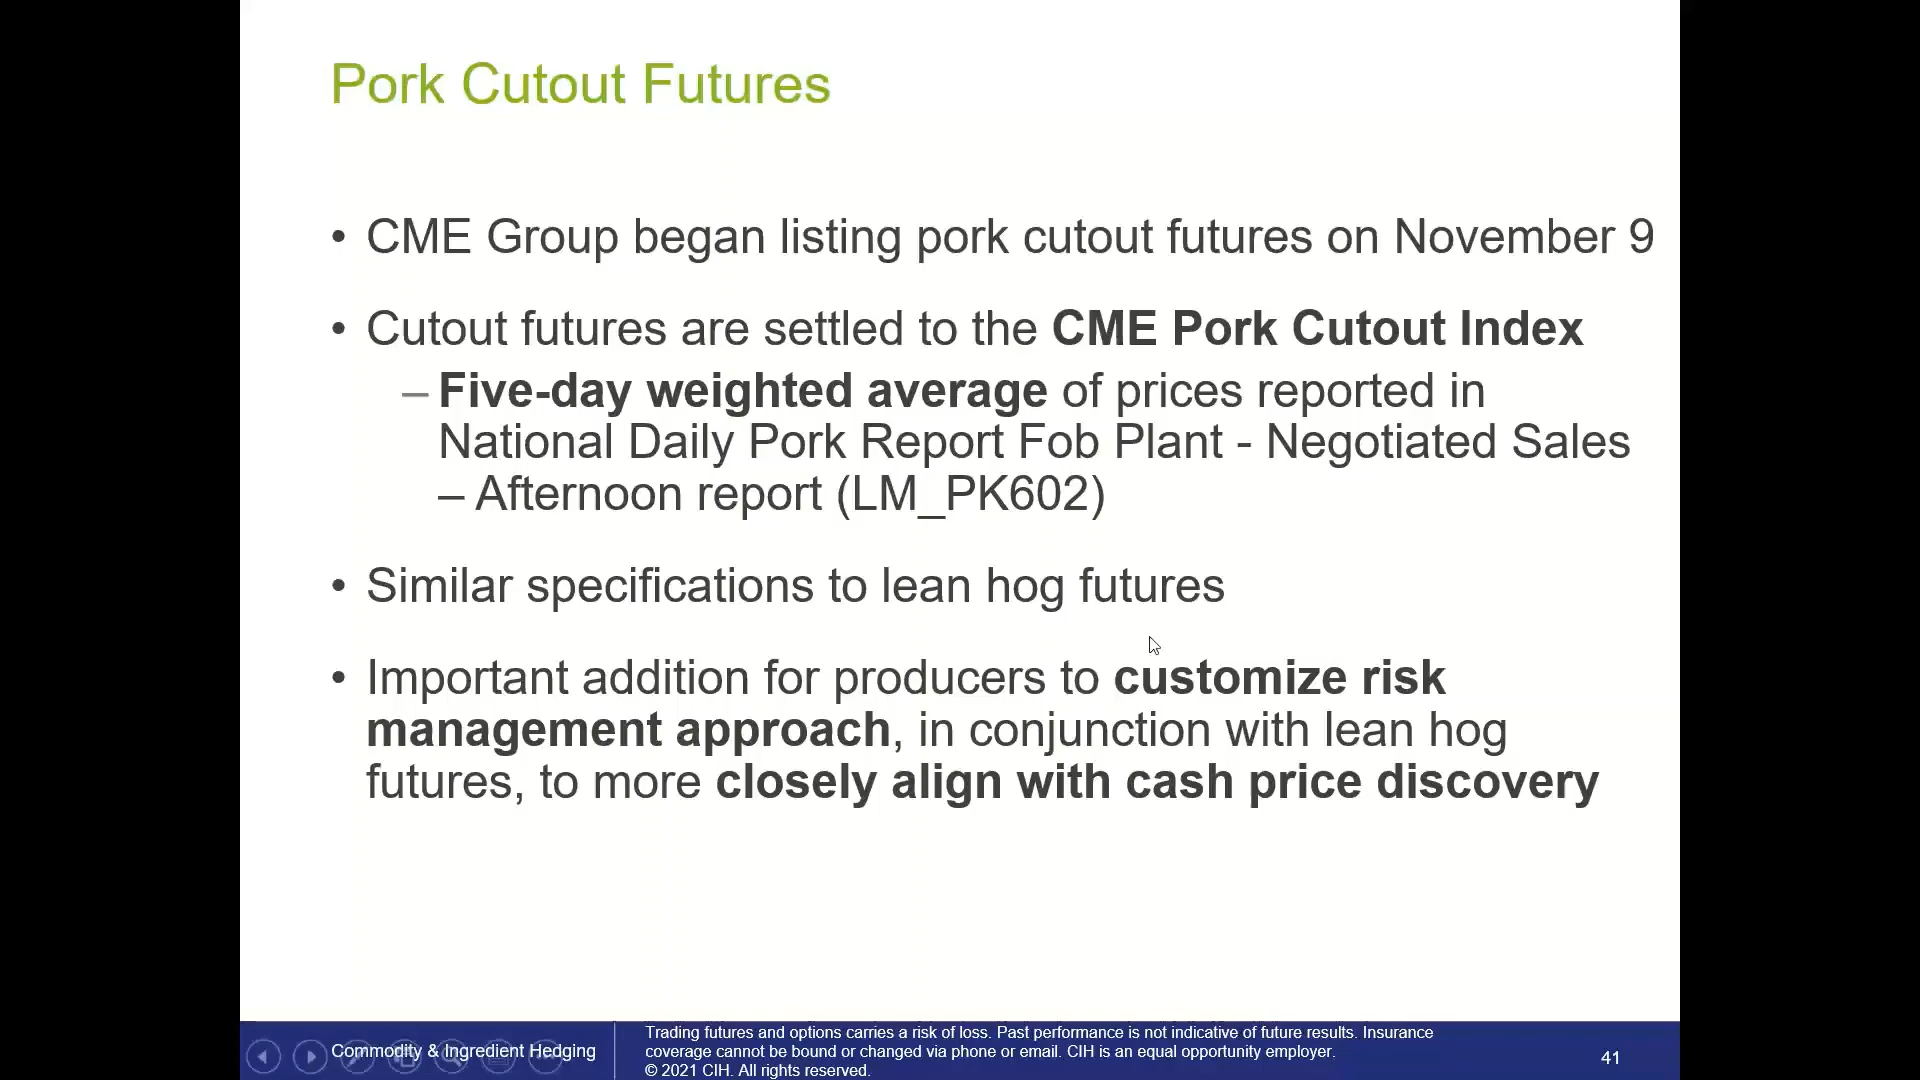 Pork Cutout Futures
• CME Group began listing pork cutout futures on November 9
• Cutout futures are settled to the CME Pork Cutout Index
– Five-day weighted average of prices reported in
National Daily Pork Report Fob Plant - Negotiated Sales
– Afternoon report (LM_PK602)
• Similar specifications to lean hog futures
• Important addition for producers to customize risk
management approach, in conjunction with lean hog
futures, to more closely align with cash price discovery
Commodity & Ingredient Hedging
Trading futures and options carries a risk of loss. Past performance is not indicative of future results. Insurance
coverage cannot be bound or changed via phone or email. CIH is an equal opportunity employer.
© 2021 CIH. All rights reserved.
41